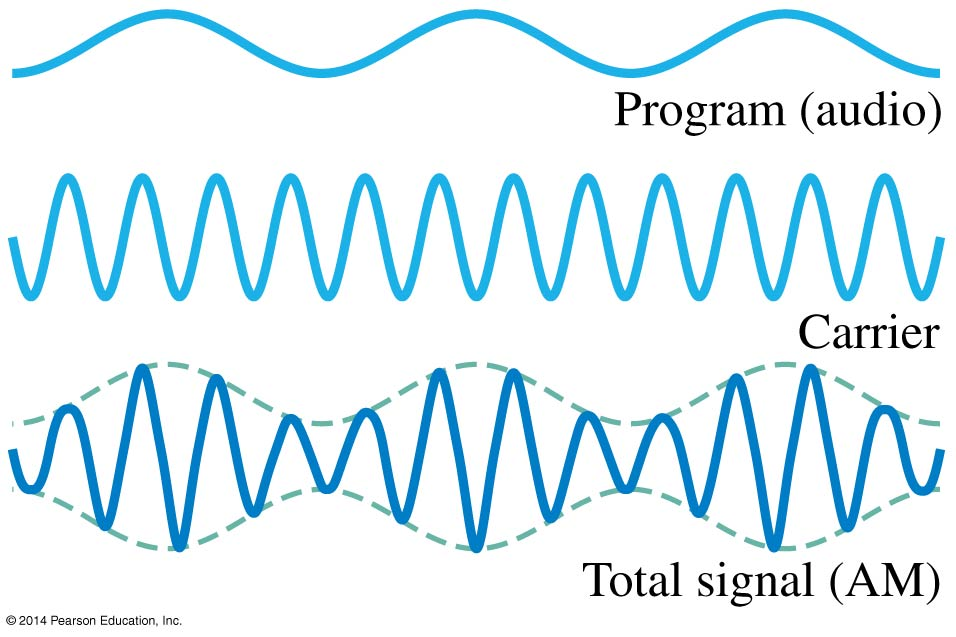 Program (audio)
Carrier
Total signal (AM)
© 2014 Pearson Education, Inc.